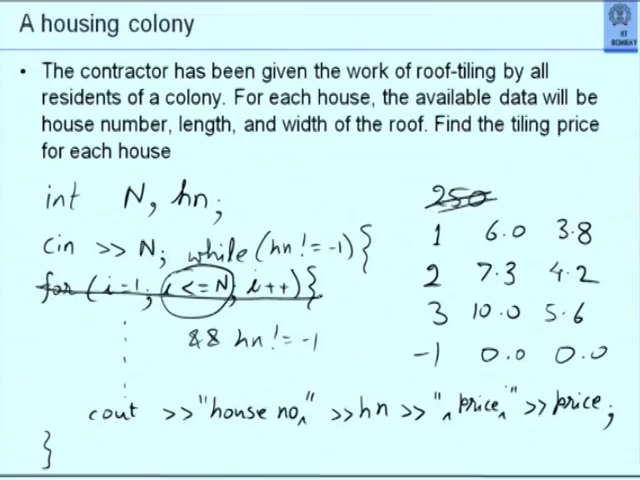 A housing colony
IIT
BOMBAY
• The contractor has been given the work of roof-tiling by all
residents of a colony. For each house, the available data will be
house number, length, and width of the roof. Find the tiling price
for each house
int N, hn;
250
1 6.0 3.8
cin >> N; while (hn != -1) {
for (i=1; i <= N, i++) {
2 7.3 4.2
3 10.0 5.6
&& hn != -1
-1 0.0 0.0
cout >> "house no‸" >> hn >> "‸price‸" >> price;
}